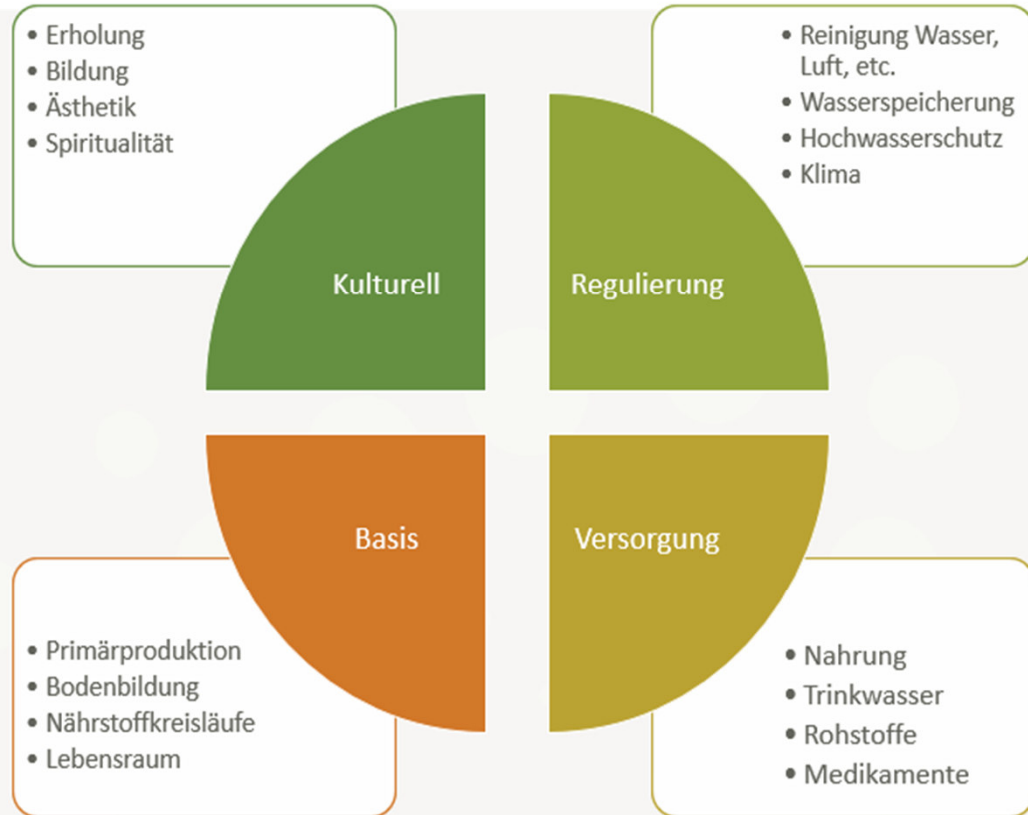 • Erholung
• Bildung
• Ästhetik
• Spiritualität
• Reinigung Wasser,
Luft, etc.
• Wasserspeicherung
• Hochwasserschutz
• Klima
Kulturell
Regulierung
Basis
Versorgung
• Primärproduktion
• Bodenbildung
• Nährstoffkreisläufe
• Lebensraum
• Nahrung
• Trinkwasser
• Rohstoffe
• Medikamente